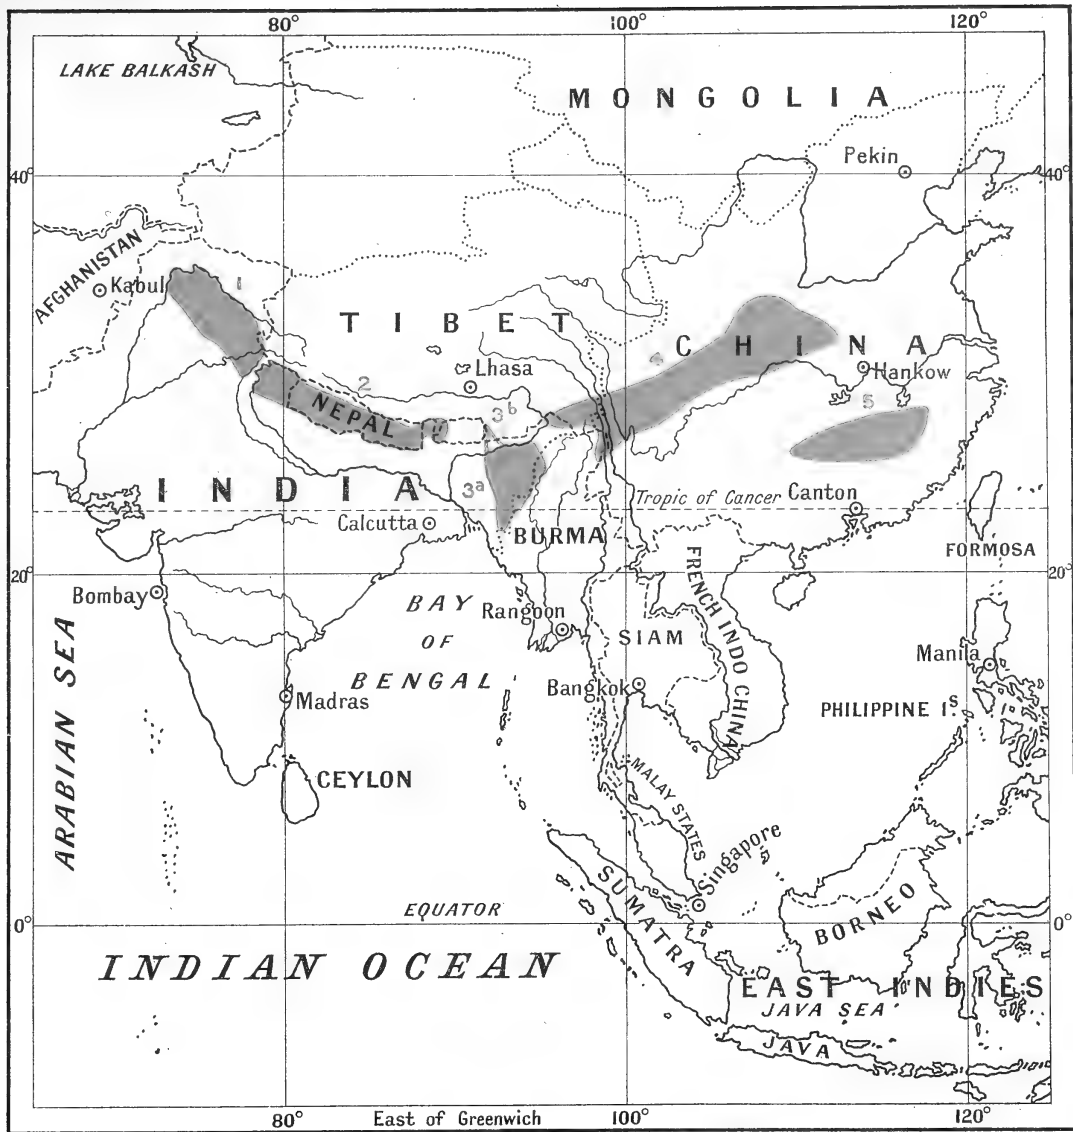 80°
100°
120°
LAKE BALKASH
MONGOLIA
Pekin
40°
40°
AFGHANISTAN
Kabul
1
TIBET
CHINA
4
Lhasa
Hankow
2
NEPAL
3b
5
INDIA
3a
Tropic of Cancer
Canton
Calcutta
BURMA
FORMOSA
20°
20°
Bombay
BAY
OF
BENGAL
Rangoon
SIAM
FRENCH INDO CHINA
Manila
ARABIAN SEA
Madras
Bangkok
PHILIPPINE Is.
CEYLON
MALAY STATES
Singapore
SUMATRA
0°
EQUATOR
BORNEO
0°
INDIAN OCEAN
EAST INDIES
JAVA SEA
JAVA
80°
East of Greenwich
100°
120°